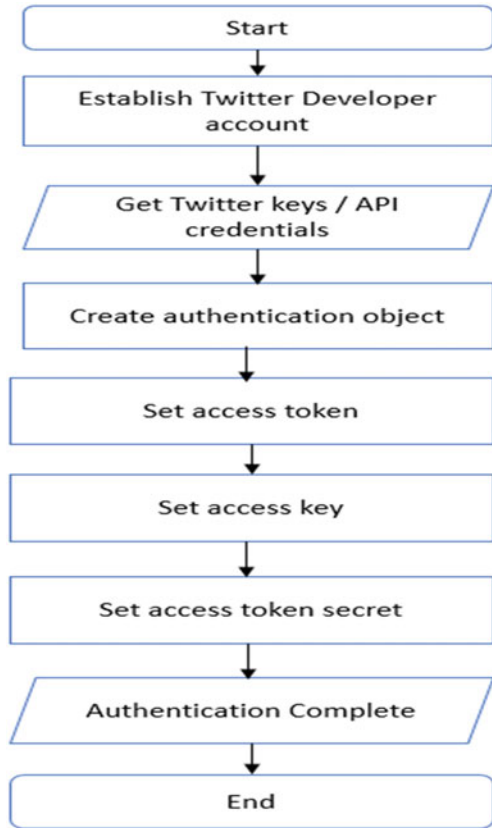 Start
Establish Twitter Developer
account
Get Twitter keys / API
credentials
Create authentication object
Set access token
Set access key
Set access token secret
Authentication Complete
End